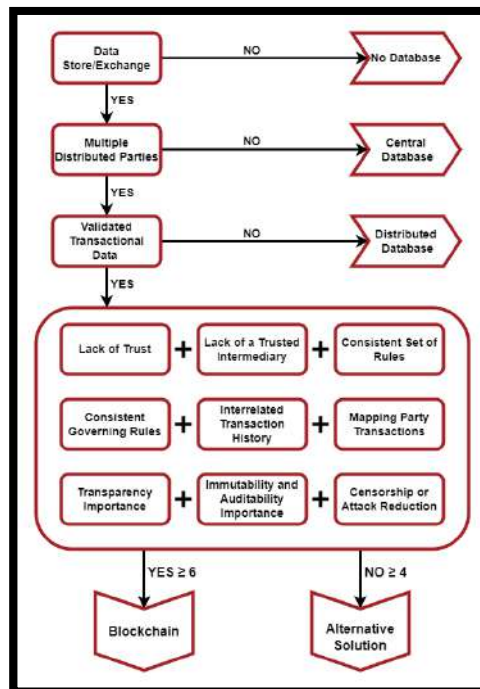 Data
Store/Exchange
NO
No Database
YES
Multiple
Distributed Parties
NO
Central
Database
YES
Validated
Transactional
Data
NO
Distributed
Database
YES
Lack of Trust
+
Lack of a Trusted
Intermediary
+
Consistent Set of
Rules
Consistent
Governing Rules
+
Interrelated
Transaction
History
+
Mapping Party
Transactions
Transparency
Importance
+
Immutability and
Auditability
Importance
+
Censorship or
Attack Reduction
YES ≥ 6
NO ≥ 4
Blockchain
Alternative
Solution